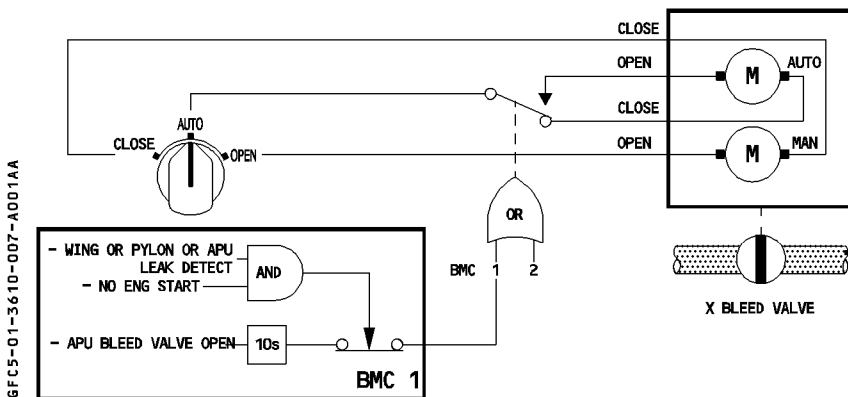 CLOSE
OPEN
AUTO
M
CLOSE
AUTO
CLOSE
OPEN
OPEN
M
MAN
OR
- WING OR PYLON OR APU
LEAK DETECT
AND
- NO ENG START
BMC 1 2
- APU BLEED VALVE OPEN
10s
BMC 1
X BLEED VALVE
GFC5-01-3610-007-A001AA